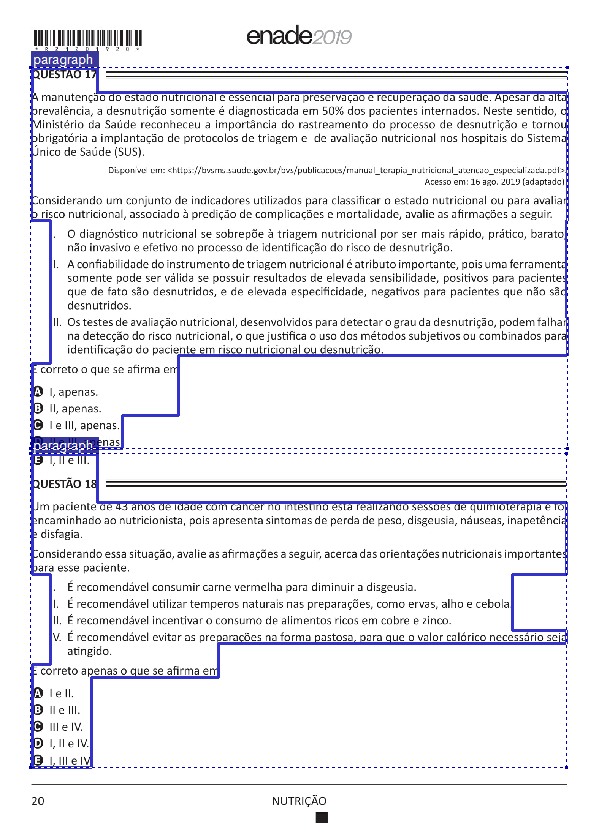 *R21201920*
enade2019
paragraph
QUESTÃO 17
A manutenção do estado nutricional é essencial para preservação e recuperação da saúde. Apesar da alta
prevalência, a desnutrição somente é diagnosticada em 50% dos pacientes internados. Neste sentido, o
Ministério da Saúde reconheceu a importância do rastreamento do processo de desnutrição e tornou
obrigatória a implantação de protocolos de triagem e de avaliação nutricional nos hospitais do Sistema
Único de Saúde (SUS).
Disponível em: <https://bvsms.saude.gov.br/bvs/publicacoes/manual_terapia_nutricional_atencao_especializada.pdf>.
Acesso em: 16 ago. 2019 (adaptado).
Considerando um conjunto de indicadores utilizados para classificar o estado nutricional ou para avaliar
o risco nutricional, associado à predição de complicações e mortalidade, avalie as afirmações a seguir.
I. O diagnóstico nutricional se sobrepõe à triagem nutricional por ser mais rápido, prático, barato,
não invasivo e efetivo no processo de identificação do risco de desnutrição.
II. A confiabilidade do instrumento de triagem nutricional é atributo importante, pois uma ferramenta
somente pode ser válida se possuir resultados de elevada sensibilidade, positivos para pacientes
que de fato são desnutridos, e de elevada especificidade, negativos para pacientes que não são
desnutridos.
III. Os testes de avaliação nutricional, desenvolvidos para detectar o grau da desnutrição, podem falhar
na detecção do risco nutricional, o que justifica o uso dos métodos subjetivos ou combinados para
identificação do paciente em risco nutricional ou desnutrição.
É correto o que se afirma em
A I, apenas.
B II, apenas.
C I e III, apenas.
paragraph enas.
E I, II e III.
QUESTÃO 18
Um paciente de 43 anos de idade com câncer no intestino está realizando sessões de quimioterapia e foi
encaminhado ao nutricionista, pois apresenta sintomas de perda de peso, disgeusia, náuseas, inapetência
e disfagia.
Considerando essa situação, avalie as afirmações a seguir, acerca das orientações nutricionais importantes
para esse paciente.
I. É recomendável consumir carne vermelha para diminuir a disgeusia.
II. É recomendável utilizar temperos naturais nas preparações, como ervas, alho e cebola.
III. É recomendável incentivar o consumo de alimentos ricos em cobre e zinco.
IV. É recomendável evitar as preparações na forma pastosa, para que o valor calórico necessário seja
atingido.
É correto apenas o que se afirma em
A I e II.
B II e III.
C III e IV.
D I, II e IV.
E I, III e IV.
20
NUTRIÇÃO